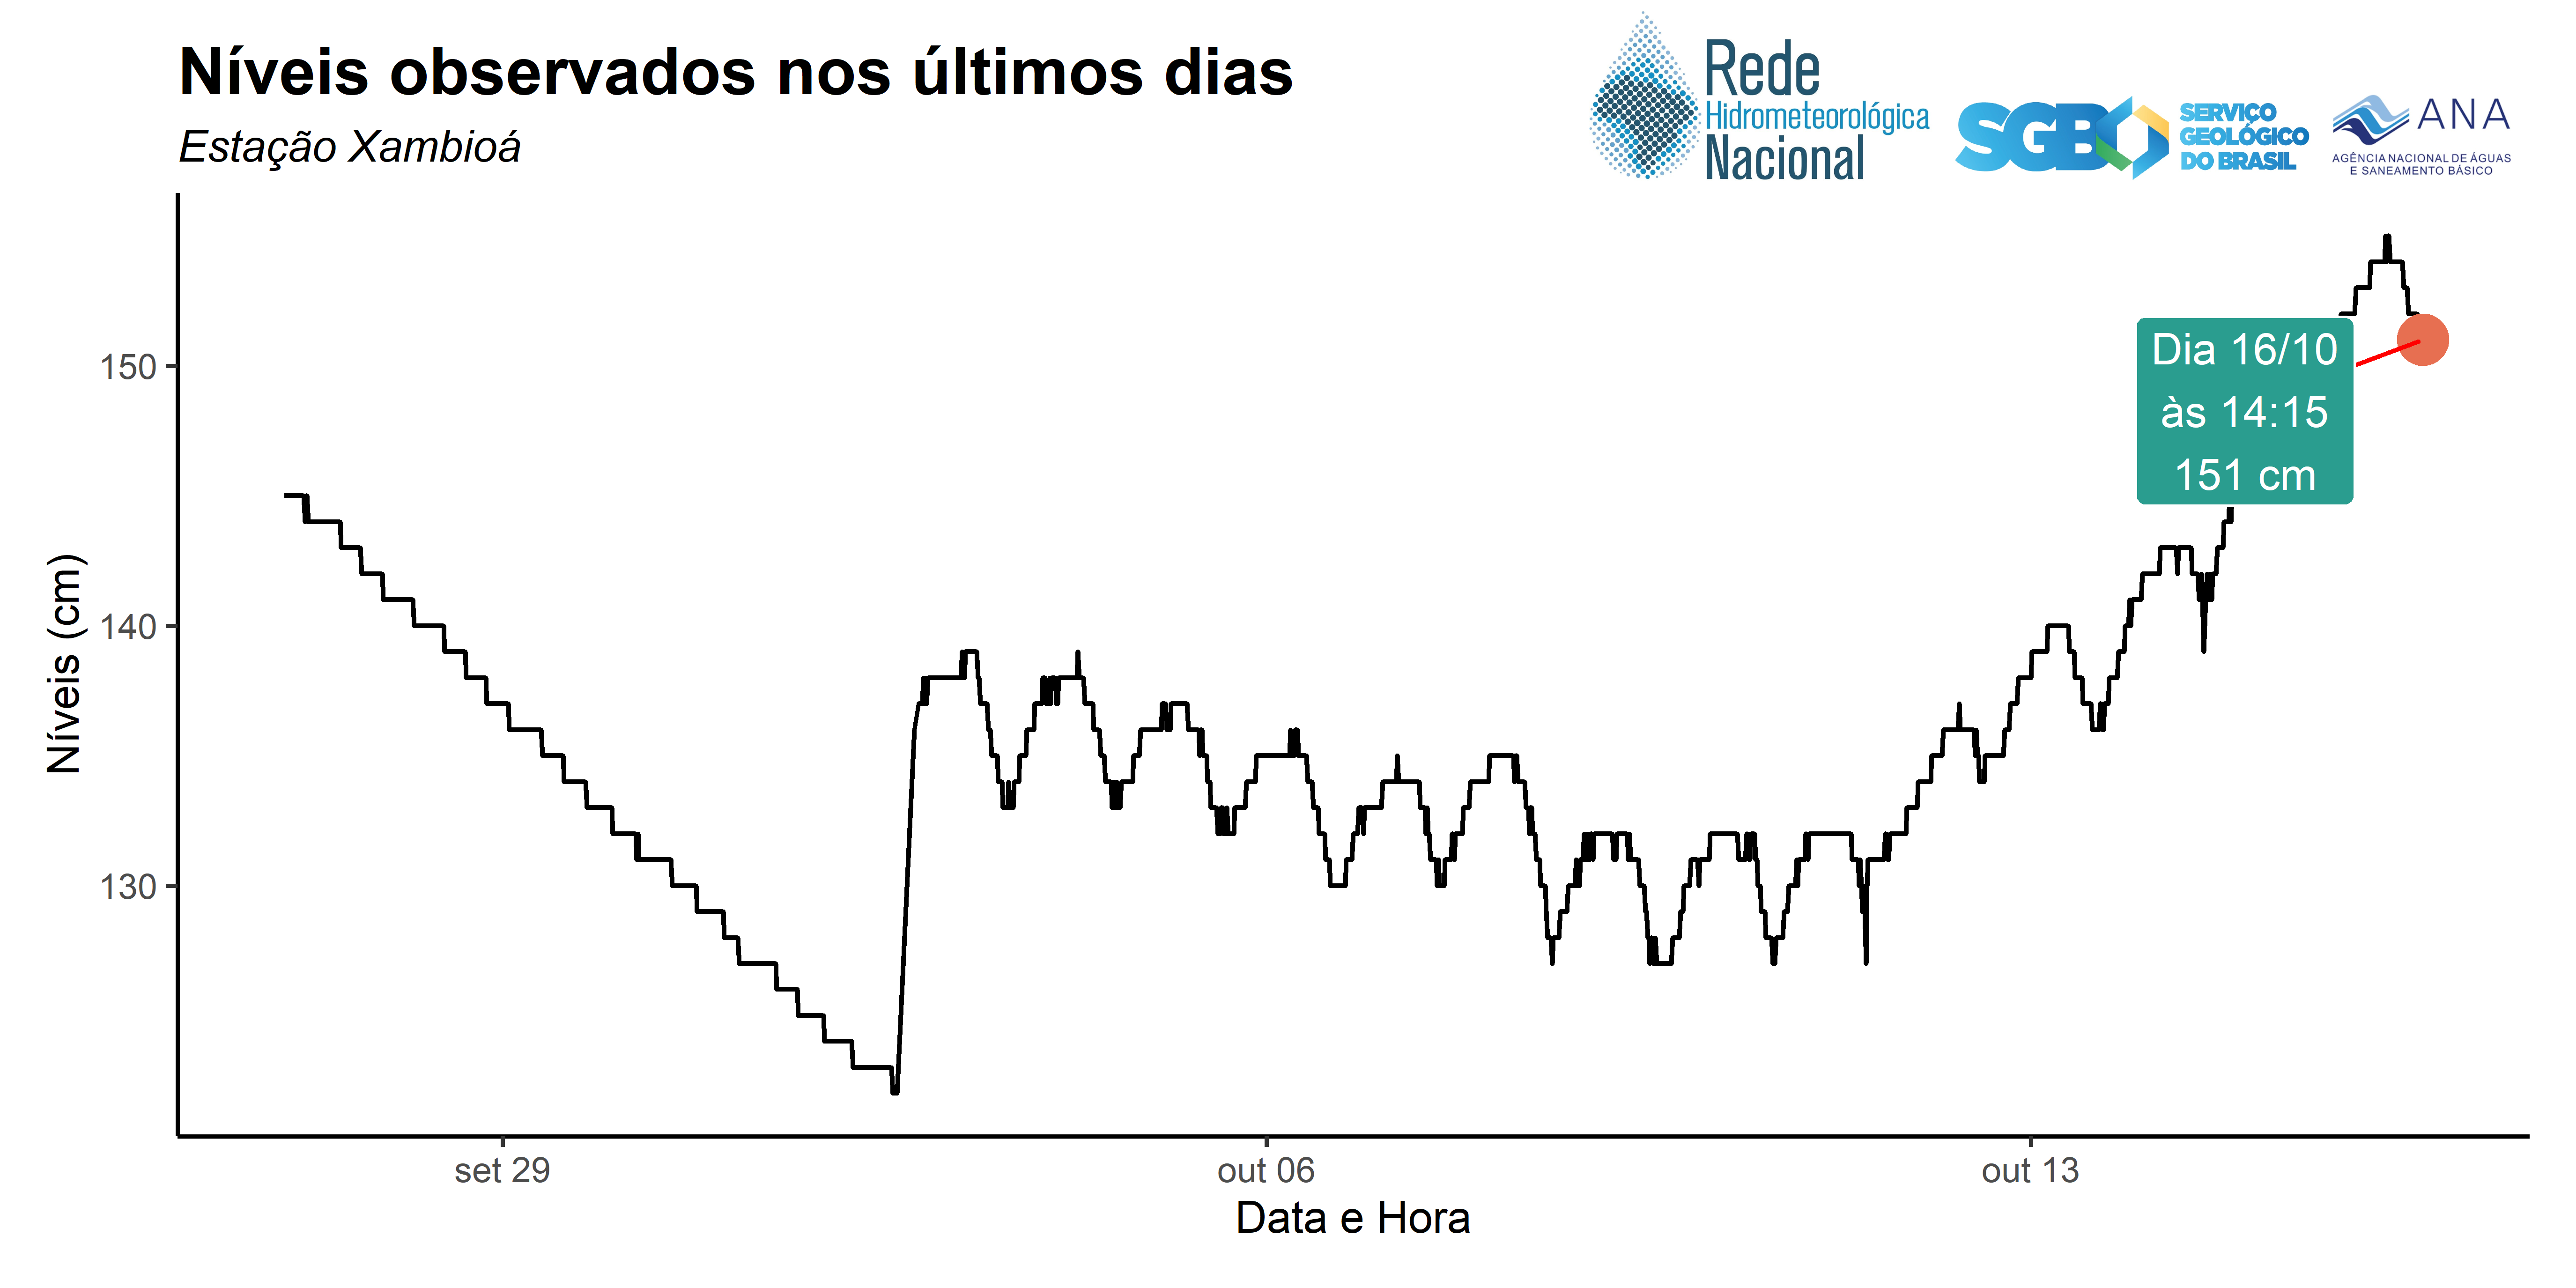 Níveis observados nos últimos dias
Estação Xambioá
Rede
Hidrometeorológica
Nacional
SGB
SERVIÇO
GEOLÓGICO
DO BRASIL
ANA
AGÊNCIA NACIONAL DE ÁGUAS
E SANEAMENTO BÁSICO
Níveis (cm)
150
140
130
Dia 16/10
às 14:15
151 cm
set 29
out 06
out 13
Data e Hora